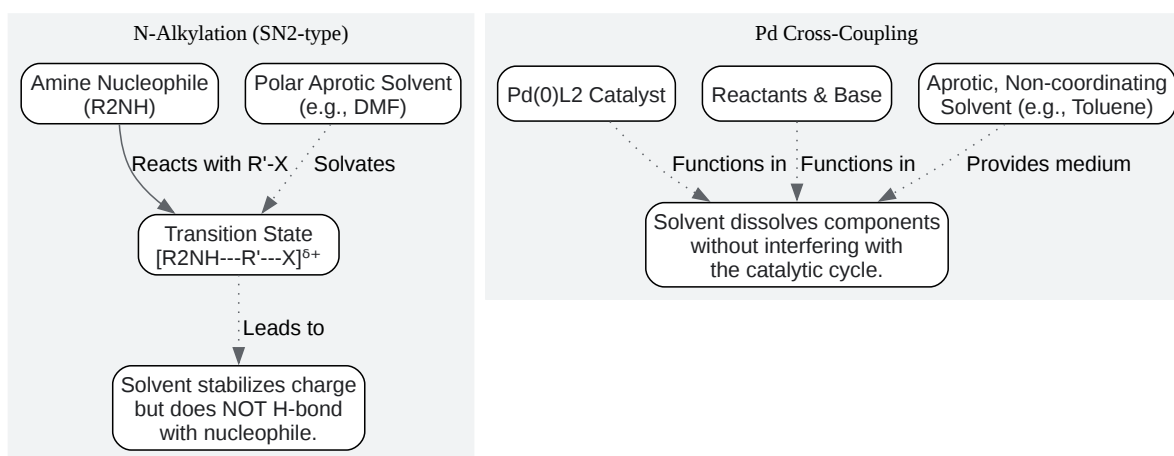 N-Alkylation (SN2-type)
Amine Nucleophile
(R2NH)
Polar Aprotic Solvent
(e.g., DMF)
Reacts with R'-X
Solvates
Transition State
[R2NH---R'---X]ᵟ⁺
Leads to
Solvent stabilizes charge
but does NOT H-bond
with nucleophile.
Pd Cross-Coupling
Pd(0)L2 Catalyst
Reactants & Base
Aprotic, Non-coordinating
Solvent (e.g., Toluene)
Functions in
Functions in
Provides medium
Solvent dissolves components
without interfering with
the catalytic cycle.